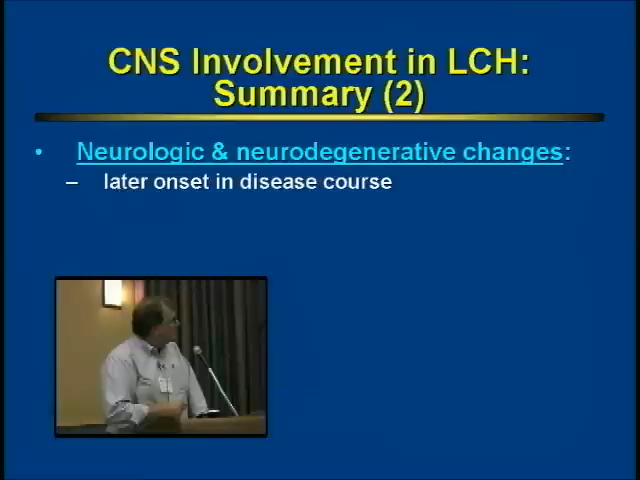 CNS Involvement in LCH:
Summary (2)
• Neurologic & neurodegenerative changes:
– later onset in disease course